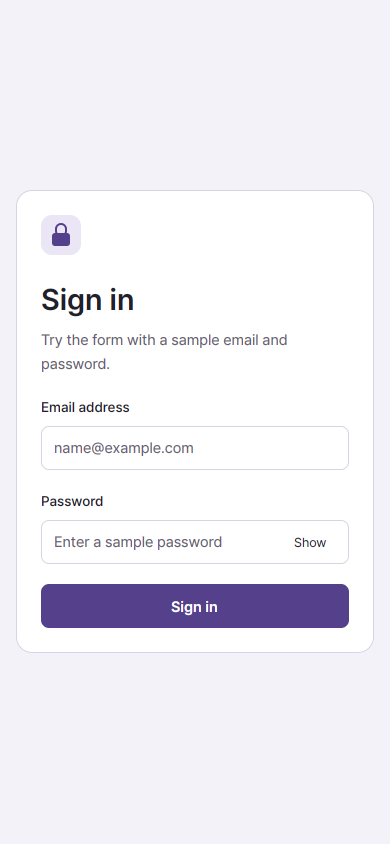 Sign in
Try the form with a sample email and
password.
Email address
name@example.com
Password
Enter a sample password
Show
Sign in